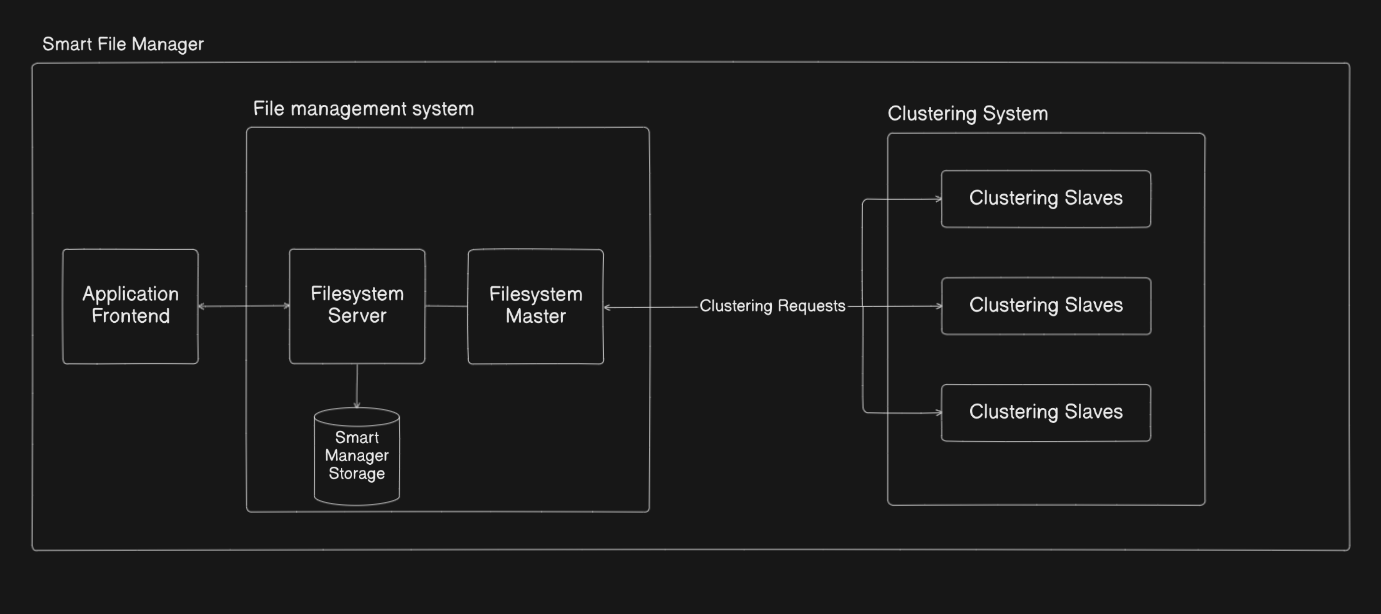 Smart File Manager
File management system
Clustering System
Application
Frontend
Filesystem
Server
Filesystem
Master
Smart
Manager
Storage
Clustering Requests
Clustering Slaves
Clustering Slaves
Clustering Slaves